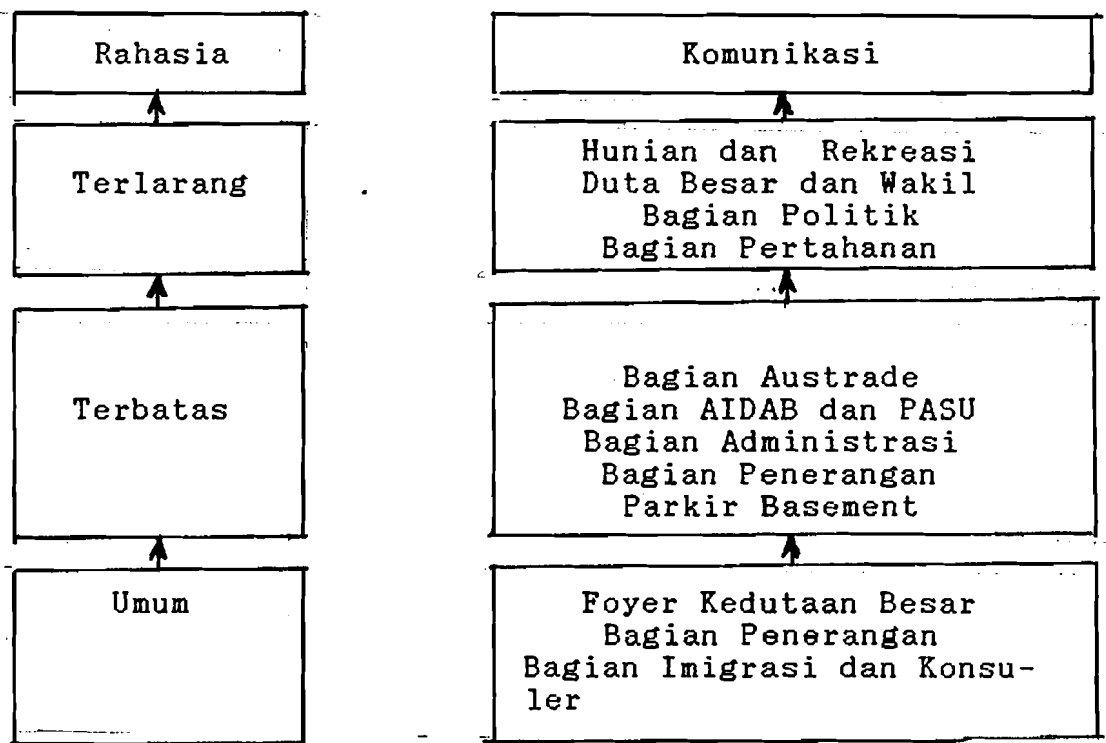 Rahasia
Komunikasi
Terlarang
Hunian dan Rekreasi
Duta Besar dan Wakil
Bagian Politik
Bagian Pertahanan
Terbatas
Bagian Austrade
Bagian AIDAB dan PASU
Bagian Administrasi
Bagian Penerangan
Parkir Basement
Umum
Foyer Kedutaan Besar
Bagian Penerangan
Bagian Imigrasi dan Konsu-
ler